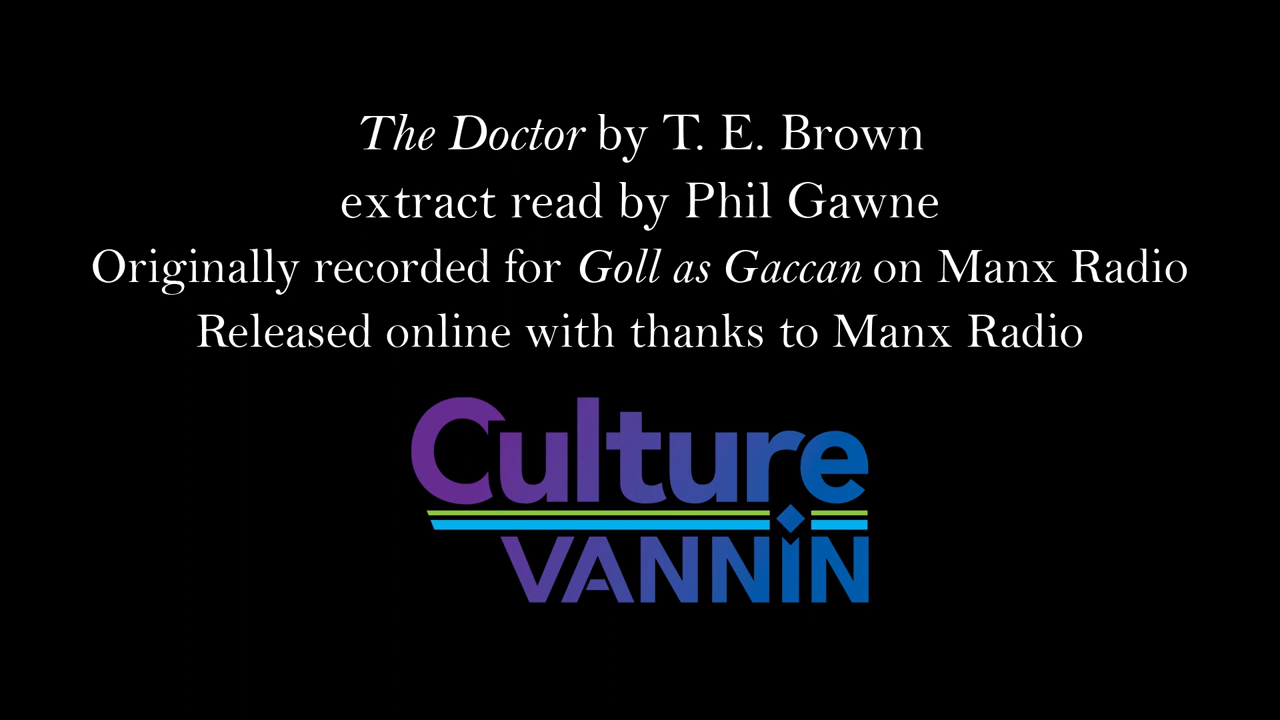 The Doctor by T. E. Brown
extract read by Phil Gawne
Originally recorded for Goll as Gaccan on Manx Radio
Released online with thanks to Manx Radio
Culture
VANNiN